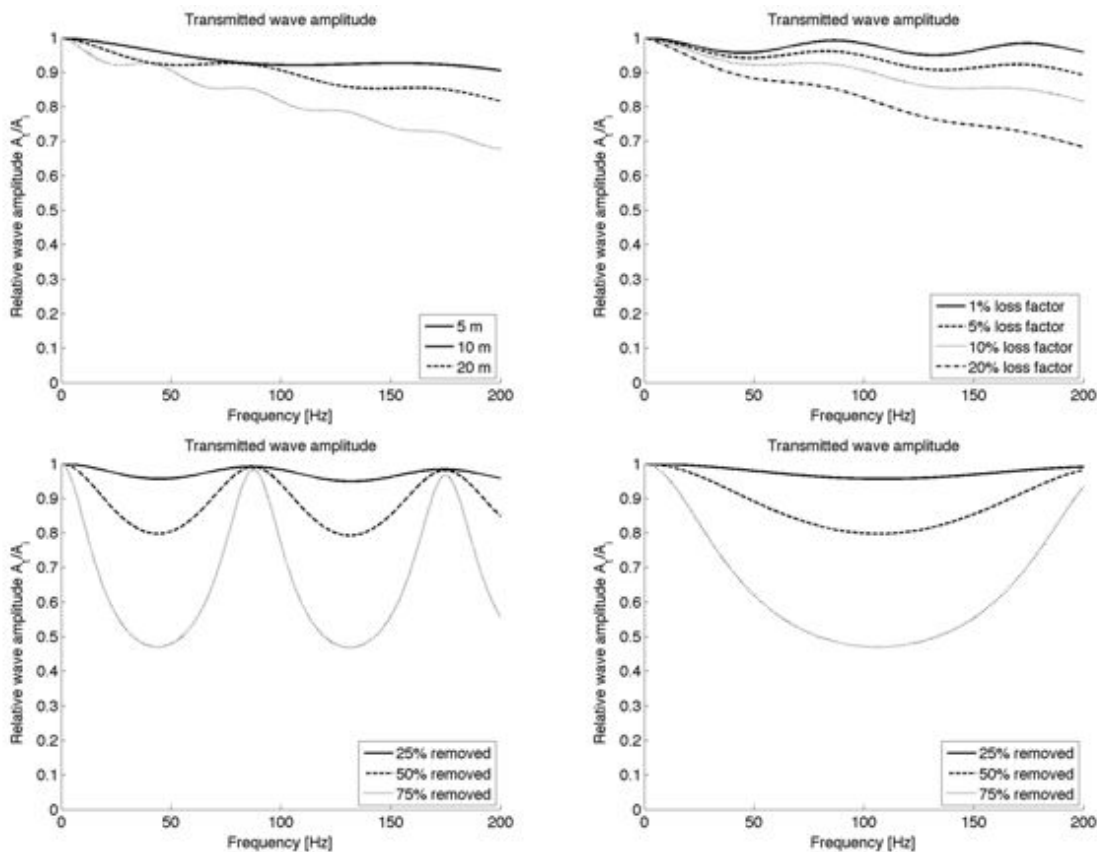 Transmitted wave amplitude
Relative wave amplitude At/Ai
1
0.9
0.8
0.7
0.6
0.5
0.4
0.3
0.2
0.1
0
0 50 100 150 200
Frequency [Hz]
5 m
10 m
20 m
Transmitted wave amplitude
Relative wave amplitude At/Ai
1
0.9
0.8
0.7
0.6
0.5
0.4
0.3
0.2
0.1
0
0 50 100 150 200
Frequency [Hz]
1% loss factor
5% loss factor
10% loss factor
20% loss factor
Transmitted wave amplitude
Relative wave amplitude At/Ai
1
0.9
0.8
0.7
0.6
0.5
0.4
0.3
0.2
0.1
0
0 50 100 150 200
Frequency [Hz]
25% removed
50% removed
75% removed
Transmitted wave amplitude
Relative wave amplitude At/Ai
1
0.9
0.8
0.7
0.6
0.5
0.4
0.3
0.2
0.1
0
0 50 100 150 200
Frequency [Hz]
25% removed
50% removed
75% removed